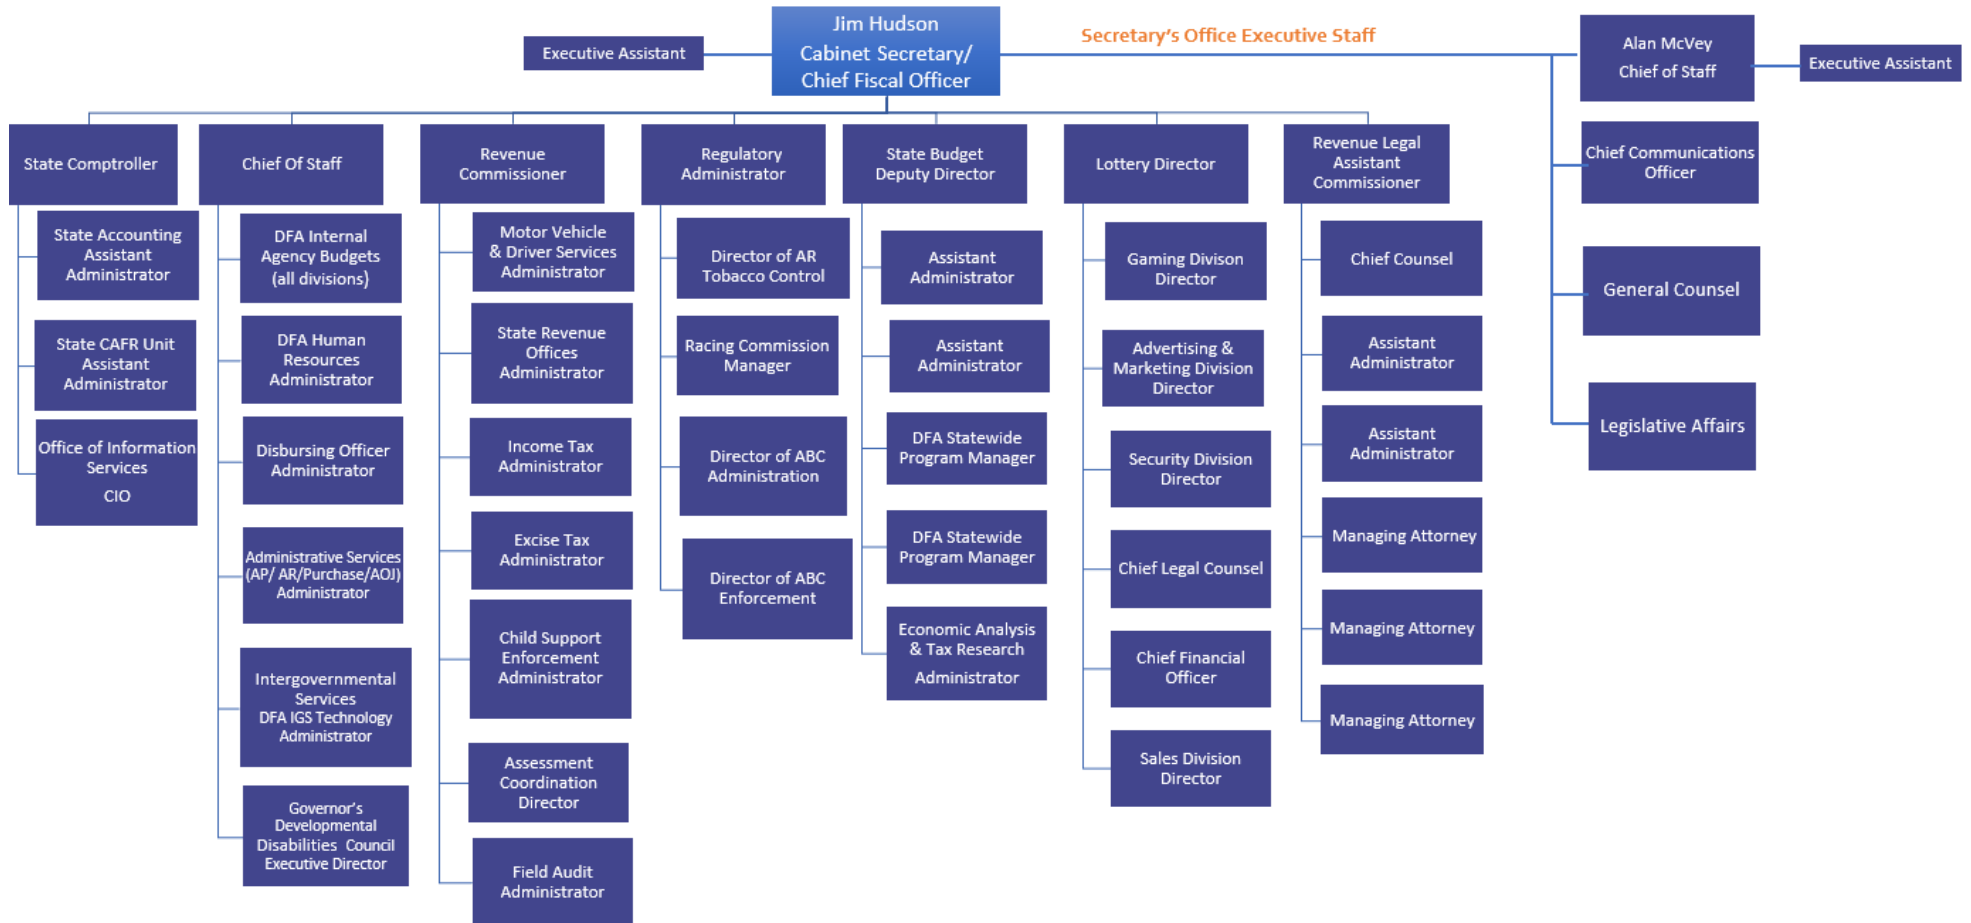 Jim Hudson
Cabinet Secretary/
Chief Fiscal Officer
Executive Assistant
Secretary's Office Executive Staff
Alan McVey
Chief of Staff
Executive Assistant
Chief Communications
Officer
General Counsel
Legislative Affairs
State Comptroller
State Accounting
Assistant
Administrator
State CAFR Unit
Assistant
Administrator
Office of Information
Services
CIO
Chief Of Staff
DFA Internal
Agency Budgets
(all divisions)
DFA Human
Resources
Administrator
Disbursing Officer
Administrator
Administrative Services
(AP/ AR/Purchase/AOJ)
Administrator
Intergovernmental
Services
DFA IGS Technology
Administrator
Governor's
Developmental
Disabilities Council
Executive Director
Revenue
Commissioner
Motor Vehicle
& Driver Services
Administrator
State Revenue
Offices
Administrator
Income Tax
Administrator
Excise Tax
Administrator
Child Support
Enforcement
Administrator
Assessment
Coordination
Director
Field Audit
Administrator
Regulatory
Administrator
Director of AR
Tobacco Control
Racing Commission
Manager
Director of ABC
Administration
Director of ABC
Enforcement
State Budget
Deputy Director
Assistant
Administrator
Assistant
Administrator
DFA Statewide
Program Manager
DFA Statewide
Program Manager
Economic Analysis
& Tax Research
Administrator
Lottery Director
Gaming Divison
Director
Advertising &
Marketing Division
Director
Security Division
Director
Chief Legal Counsel
Chief Financial
Officer
Sales Division
Director
Revenue Legal
Assistant
Commissioner
Chief Counsel
Assistant
Administrator
Assistant
Administrator
Managing Attorney
Managing Attorney
Managing Attorney